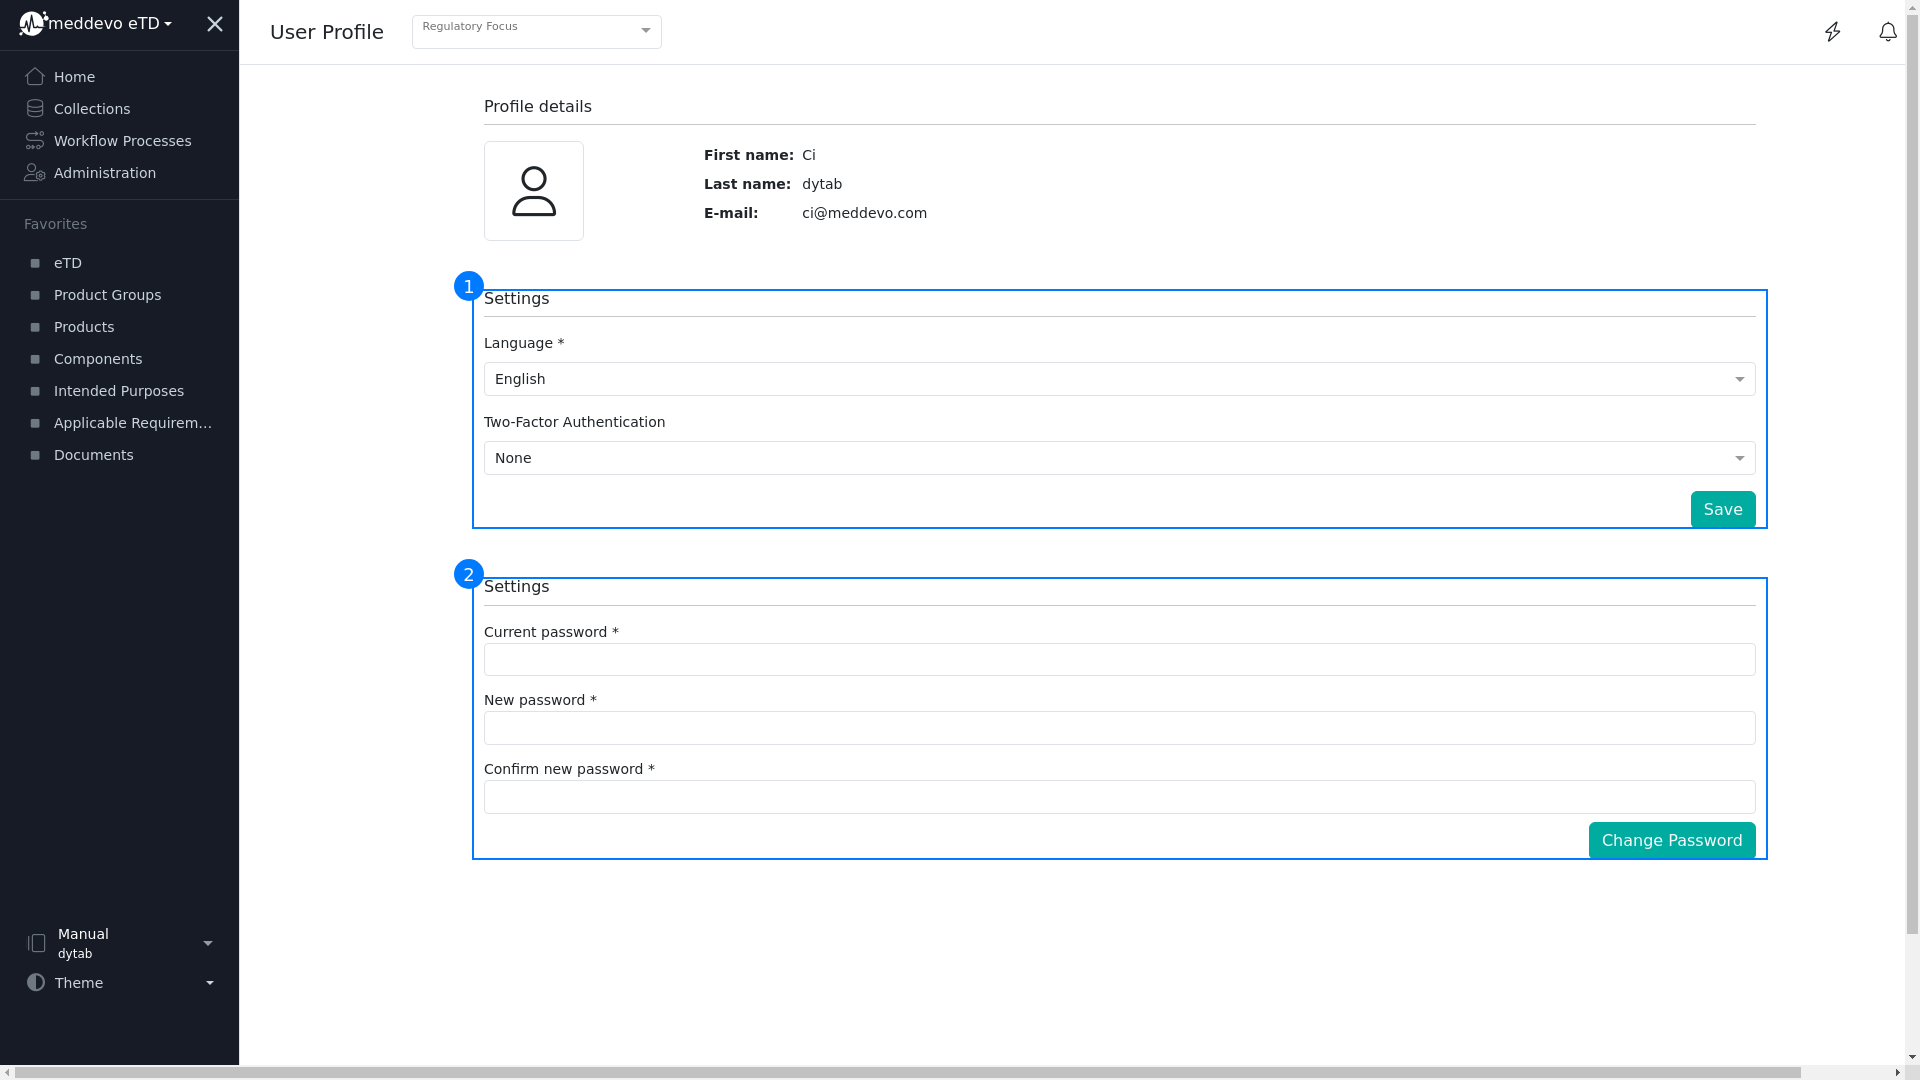 meddevo eTD
Home
Collections
Workflow Processes
Administration
Favorites
eTD
Product Groups
Products
Components
Intended Purposes
Applicable Requirem...
Documents
Manual
dytab
Theme
User Profile
Regulatory Focus
Profile details
First name: Ci
Last name: dytab
E-mail: ci@meddevo.com
1
Settings
Language *
English
Two-Factor Authentication
None
Save
2
Settings
Current password *
New password *
Confirm new password *
Change Password